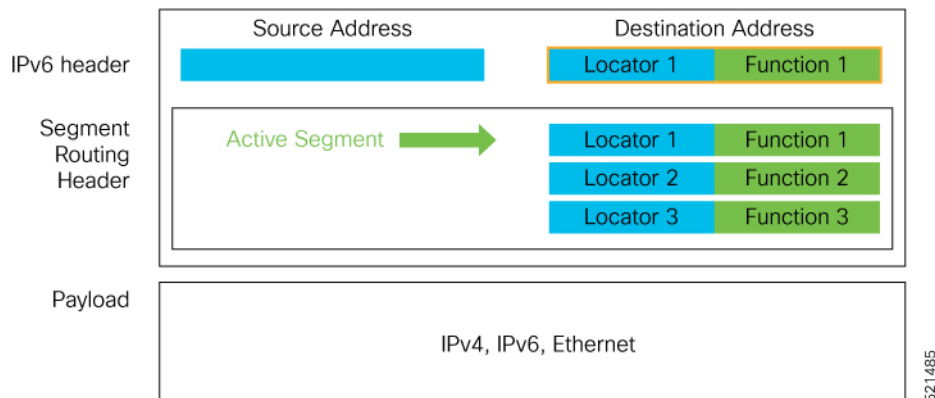 Source Address
Destination Address
IPv6 header
Locator 1
Function 1
Segment
Routing
Header
Active Segment
Locator 1
Function 1
Locator 2
Function 2
Locator 3
Function 3
Payload
IPv4, IPv6, Ethernet
521485